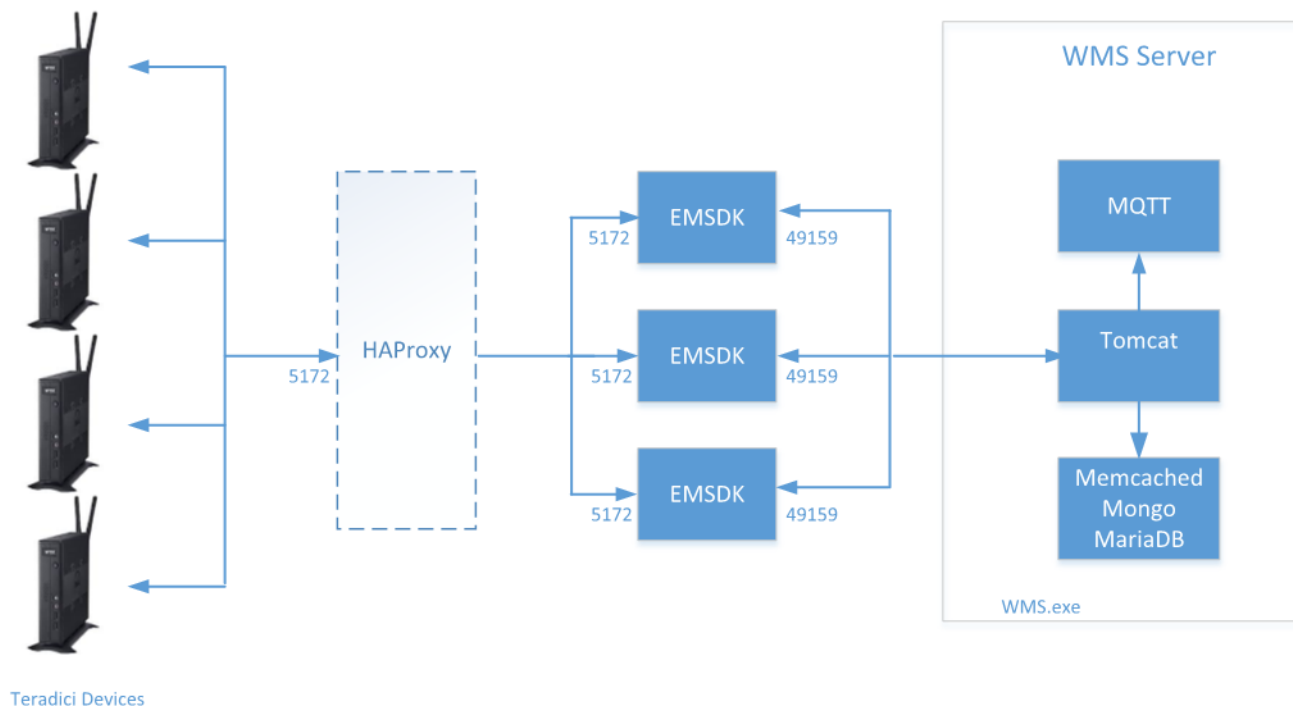 WMS Server
HAProxy
5172
EMSDK
5172
49159
EMSDK
5172
49159
EMSDK
5172
49159
MQTT
Tomcat
Memcached
Mongo
MariaDB
WMS.exe
Teradici Devices